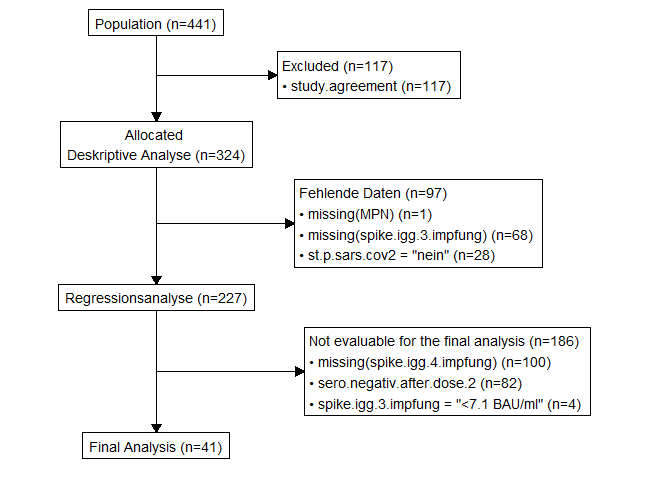 Population (n=441)
Excluded (n=117)
• study.agreement (n=117)
Allocated
Deskriptive Analyse (n=324)
Fehlende Daten (n=97)
• missing(MPN) (n=1)
• missing(spike.igg.3.impfung) (n=68)
• st.p.sars.cov2 = "nein" (n=28)
Regressionsanalyse (n=227)
Not evaluable for the final analysis (n=186)
• missing(spike.igg.4.impfung) (n=100)
• sero.negativ.after.dose.2 (n=82)
• spike.igg.3.impfung = "<7.1 BAU/ml" (n=4)
Final Analysis (n=41)